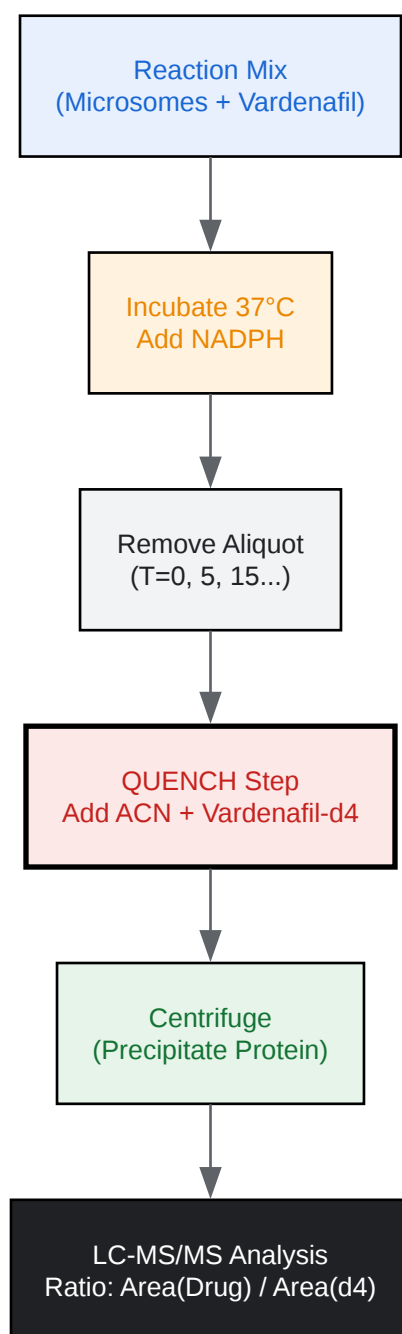 Reaction Mix
(Microsomes + Vardenafil)
Incubate 37°C
Add NADPH
Remove Aliquot
(T=0, 5, 15...)
QUENCH Step
Add ACN + Vardenafil-d4
Centrifuge
(Precipitate Protein)
LC-MS/MS Analysis
Ratio: Area(Drug) / Area(d4)